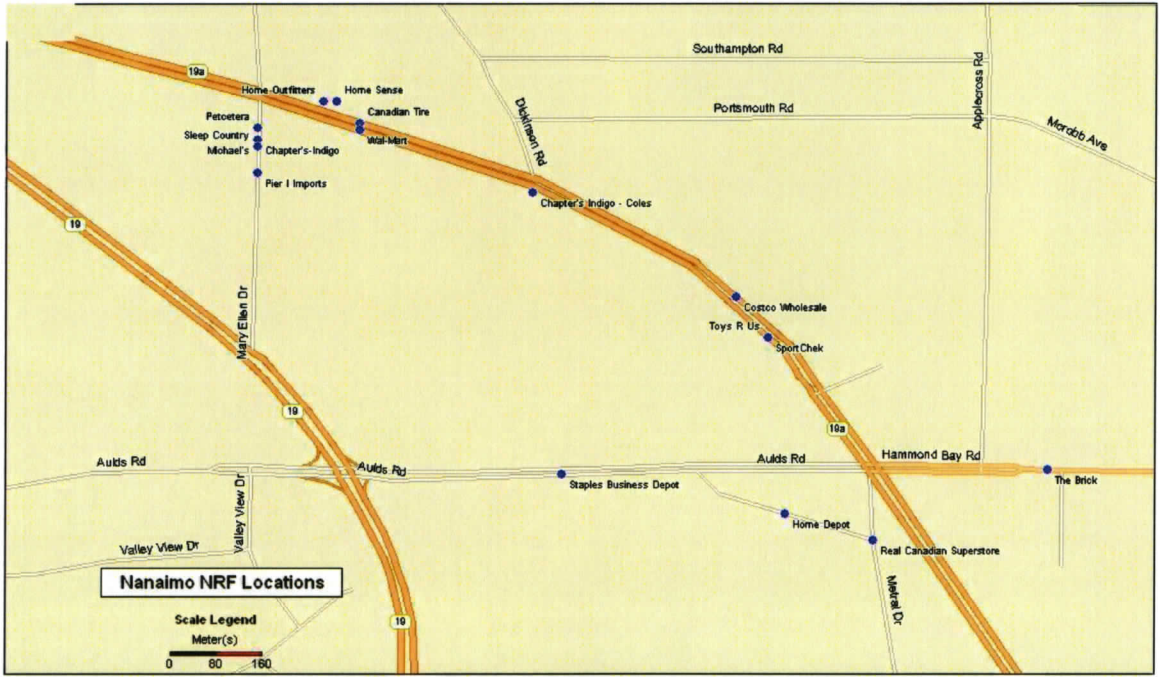 Southampton Rd
19a
Home Outfitters
Home Sense
Applecross Rd
Petcetera
Canadian Tire
Dickinson Rd
Portsmouth Rd
Mcrobb Ave
Sleep Country
Wal-Mart
Michael's
Chapter's-Indigo
Pier I Imports
Chapter's Indigo - Coles
19
Mary Ellen Dr
Costco Wholesale
Toys R Us
SportChek
19
19a
Aulds Rd
Aulds Rd
Aulds Rd
Hammond Bay Rd
Staples Business Depot
The Brick
Valley View Dr
Home Depot
Valley View Dr
Real Canadian Superstore
Nanaimo NRF Locations
Metral Dr
Scale Legend
19
Meter(s)
0 80 160